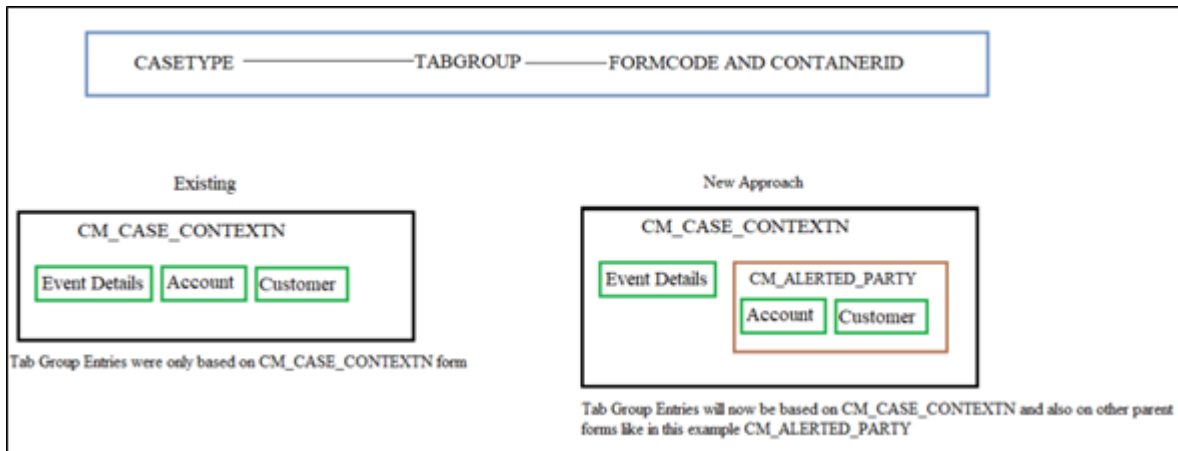 CASETYPE TABGROUP FORMCODE AND CONTAINERID
Existing
CM_CASE_CONTEXTN
Event Details Account Customer
Tab Group Entries were only based on CM_CASE_CONTEXTN form
New Approach
CM_CASE_CONTEXTN
Event Details
CM_ALERTED_PARTY
Account Customer
Tab Group Entries will now be based on CM_CASE_CONTEXTN and also on other parent
forms like in this example CM_ALERTED_PARTY